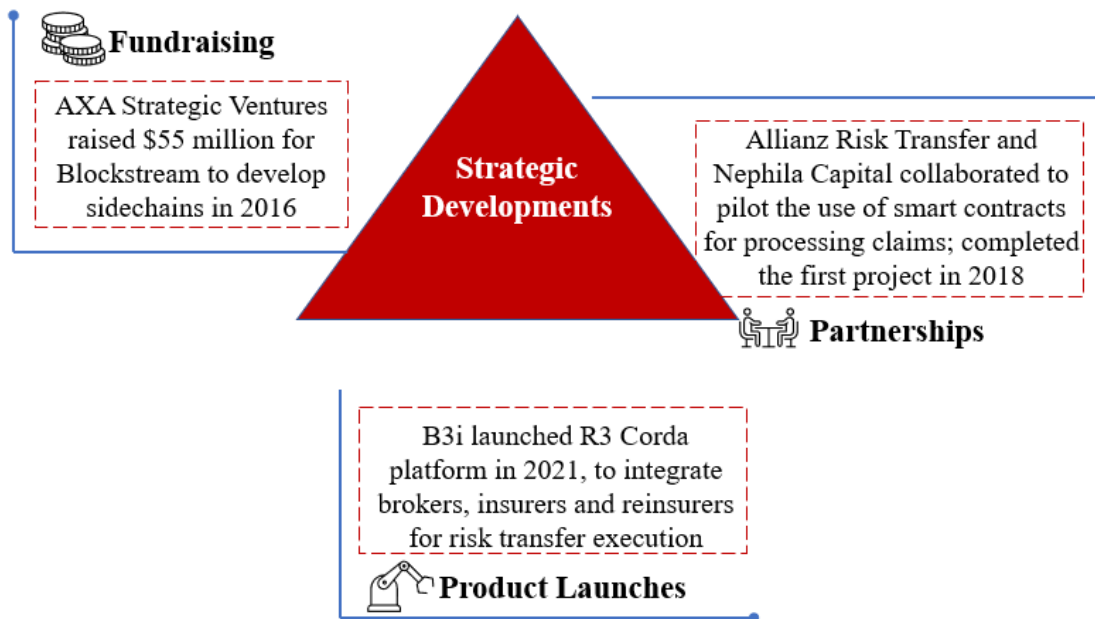 Fundraising
AXA Strategic Ventures
raised $55 million for
Blockstream to develop
sidechains in 2016
Strategic
Developments
Allianz Risk Transfer and
Nephila Capital collaborated to
pilot the use of smart contracts
for processing claims; completed
the first project in 2018
Partnerships
B3i launched R3 Corda
platform in 2021, to integrate
brokers, insurers and reinsurers
for risk transfer execution
Product Launches